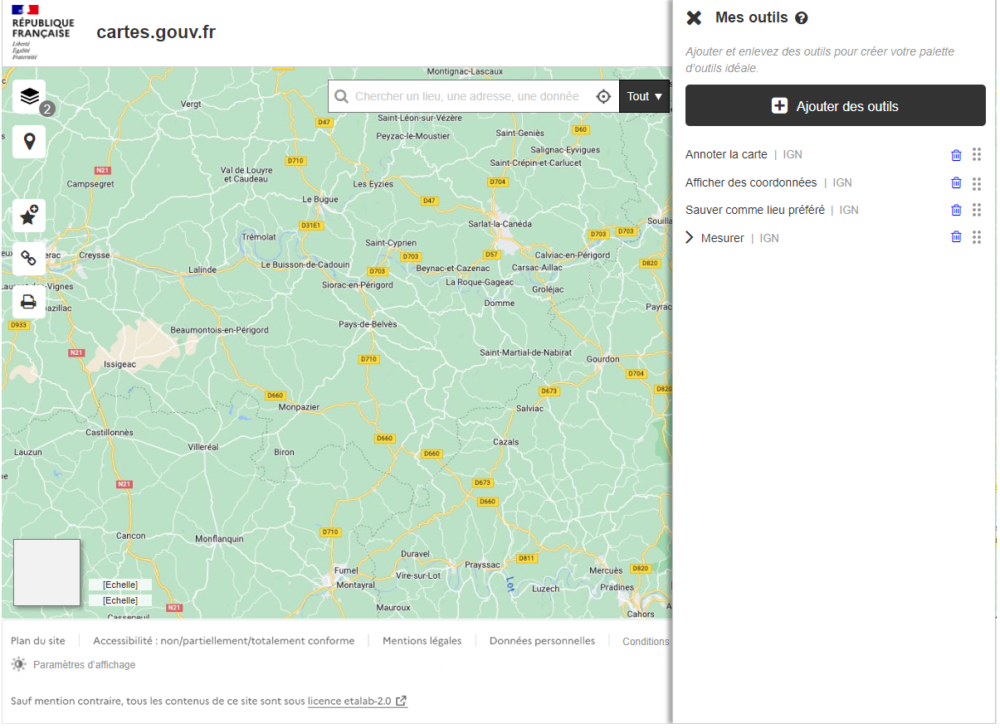 RÉPUBLIQUE
FRANÇAISE
Liberté
Égalité
Fraternité
cartes.gouv.fr
2
Chercher un lieu, une adresse, une donnée
Tout ▼
Montignac-Lascaux
Vergt
D47
Saint-Léon-sur-Vézère
Peyzac-le-Moustier
Saint-Geniès
D60
Salignac-Eyvigues
Saint-Crépin-et-Carlucet
D710
N21
Campsegret
Val de Louyre
et Caudeau
Les Eyzies
D704
Le Bugue
D47
Sarlat-la-Canéda
Souilla
D31E1
Trémolat
D703
D703
Saint-Cyprien
Creysse
D703
D57
Calviac-en-Périgord
D820
Lalinde
Le Buisson-de-Cadouin
D703
Beynac-et-Cazenac
Carsac-Aillac
Siorac-en-Périgord
La Roque-Gageac
Groléjac
Domme
Payrac
D933
Pays-de-Belvès
Beaumontois-en-Périgord
N21
Issigeac
D710
Saint-Martial-de-Nabirat
Gourdon
D704
D820
D660
D673
Monpazier
Salviac
Castillonnès
D660
Cazals
Lauzun
Villeréal
Biron
D660
N21
D673
D660
Cancon
Monflanquin
D710
Duravel
D811
Fumel
Vire-sur-Lot
Prayssac
Mercuès
D820
Montayral
Lot
Luzech
Pradines
[Echelle]
[Echelle]
N21
Mauroux
Cahors
Casseneuil
Plan du site
Accessibilité : non/partiellement/totalement conforme
Mentions légales
Données personnelles
Conditions
Paramètres d'affichage
Sauf mention contraire, tous les contenus de ce site sont sous licence etalab-2.0
Mes outils ?
Ajouter et enlevez des outils pour créer votre palette
d'outils idéale.
Ajouter des outils
Annoter la carte | IGN
Afficher des coordonnées | IGN
Sauver comme lieu préféré | IGN
Mesurer | IGN